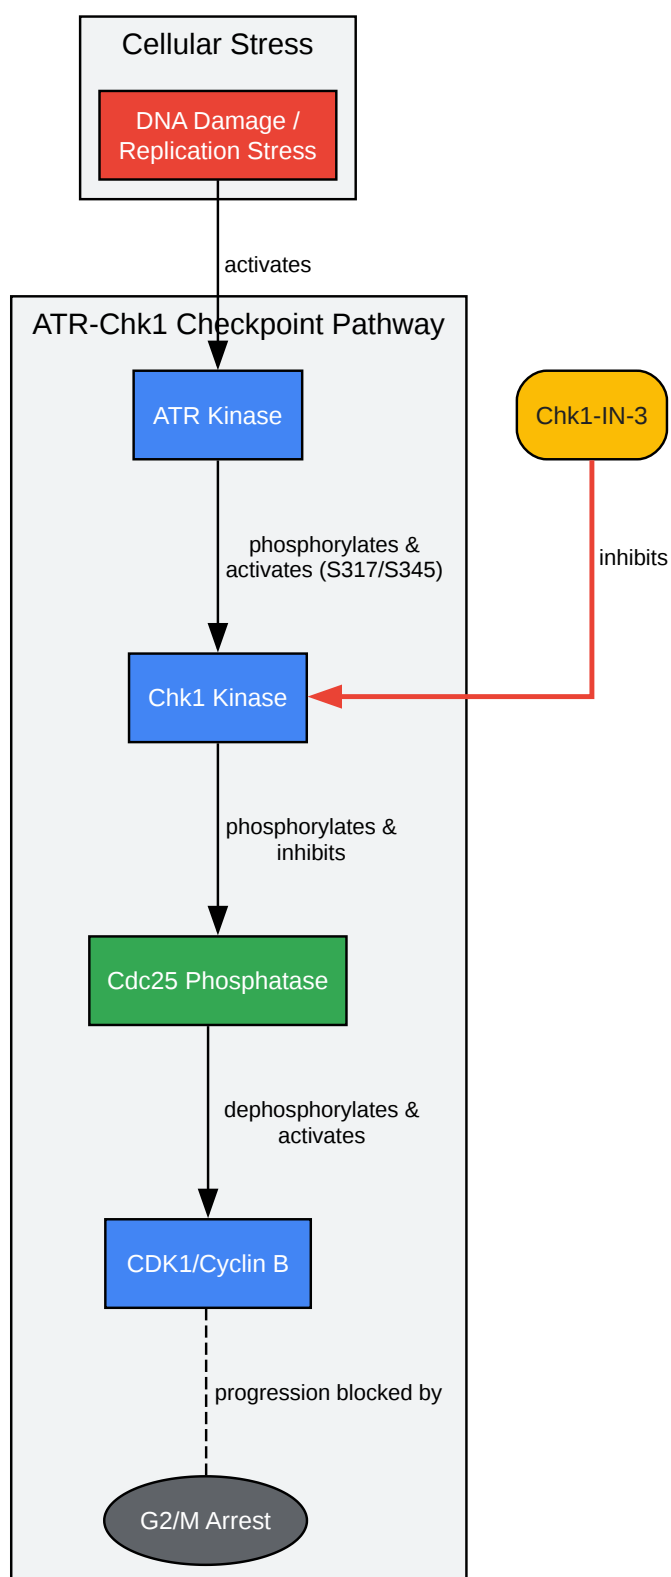 Cellular Stress
DNA Damage /
Replication Stress
activates
ATR-Chk1 Checkpoint Pathway
ATR Kinase
Chk1-IN-3
phosphorylates &
activates (S317/S345)
inhibits
Chk1 Kinase
phosphorylates &
inhibits
Cdc25 Phosphatase
dephosphorylates &
activates
CDK1/Cyclin B
progression blocked by
G2/M Arrest